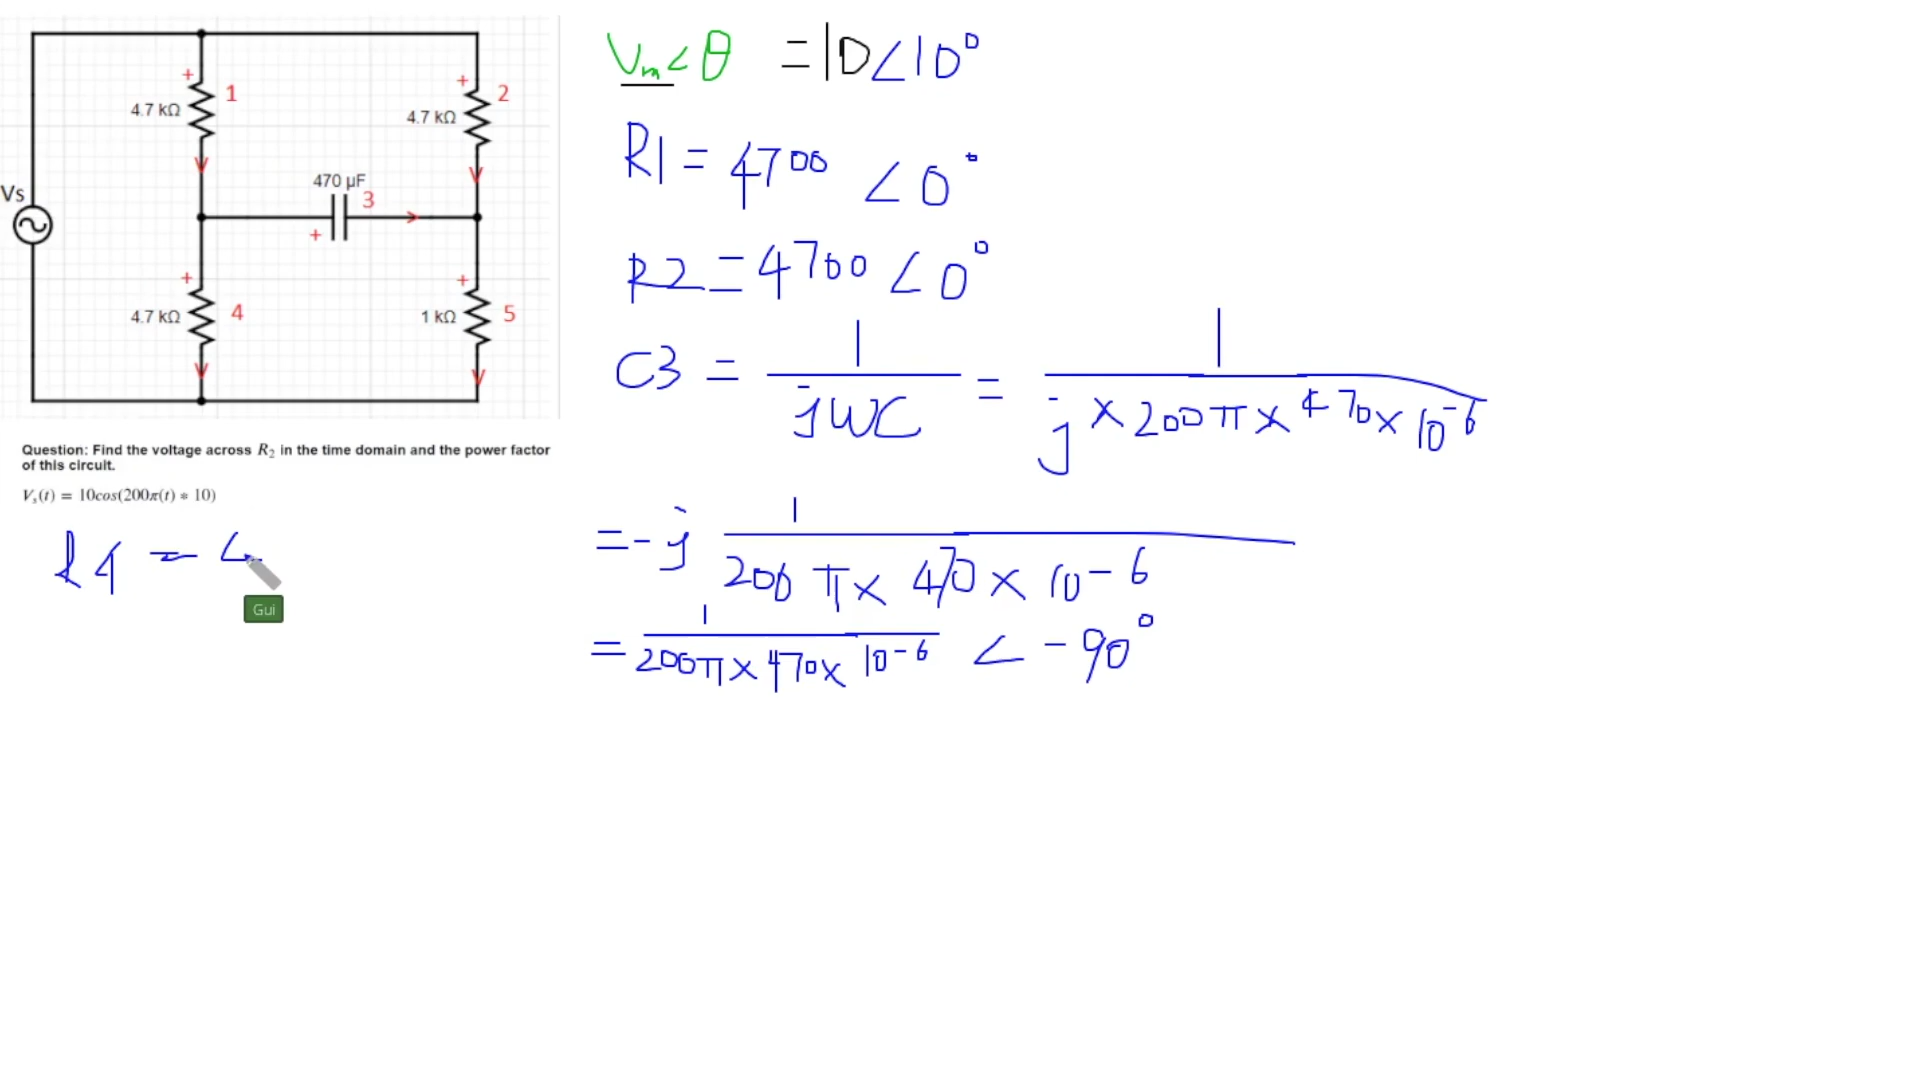 1
2
4.7 kΩ
4.7 kΩ
470 μF
3
Vs
4.7 kΩ
4
1 kΩ
5
Question: Find the voltage across R₂ in the time domain and the power factor
of this circuit.
Vₛ(t) = 10cos(200π(t) * 10)
R4 = 4
Gui
Vm∠θ = 10∠10°
R1 = 4700 ∠0°
R2 = 4700 ∠0°
C3 = 1/jWC = 1/j×200π×470×10⁻⁶
= -j 1/200π×470×10⁻⁶
= 1/200π×470×10⁻⁶ ∠-90°